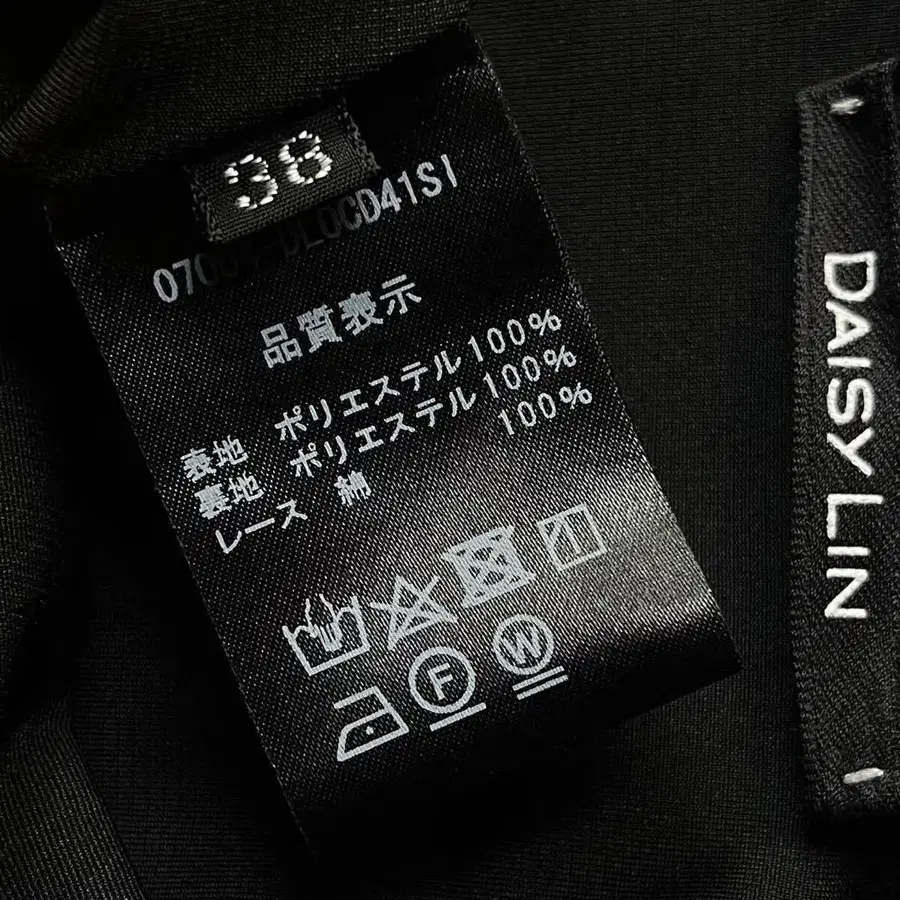 38
品質表示
表地 ポリエステル100%
裏地 ポリエステル100%
レース 綿 100%
F
W
DAISY LIN